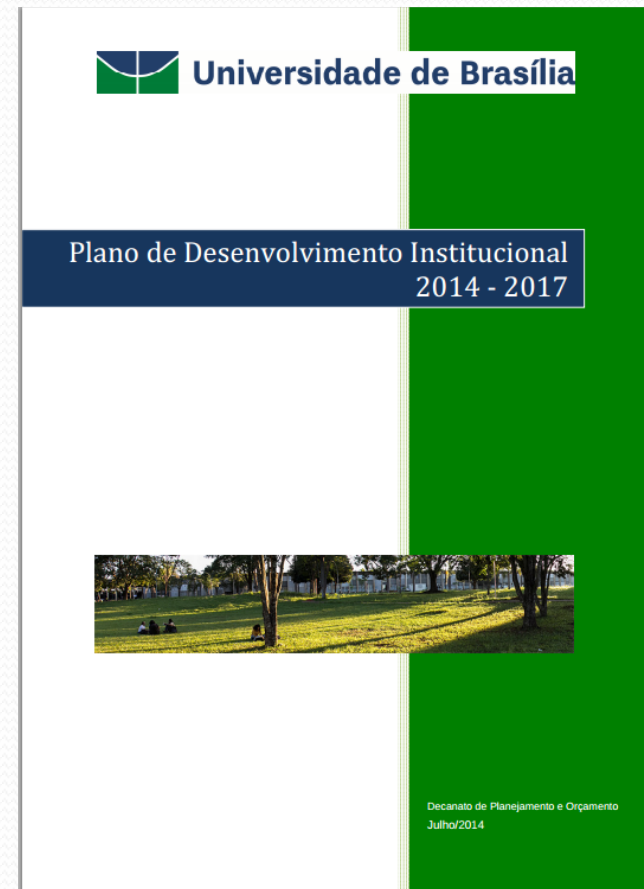 Universidade de Brasília
Plano de Desenvolvimento Institucional
2014 - 2017
Decanato de Planejamento e Orçamento
Julho/2014